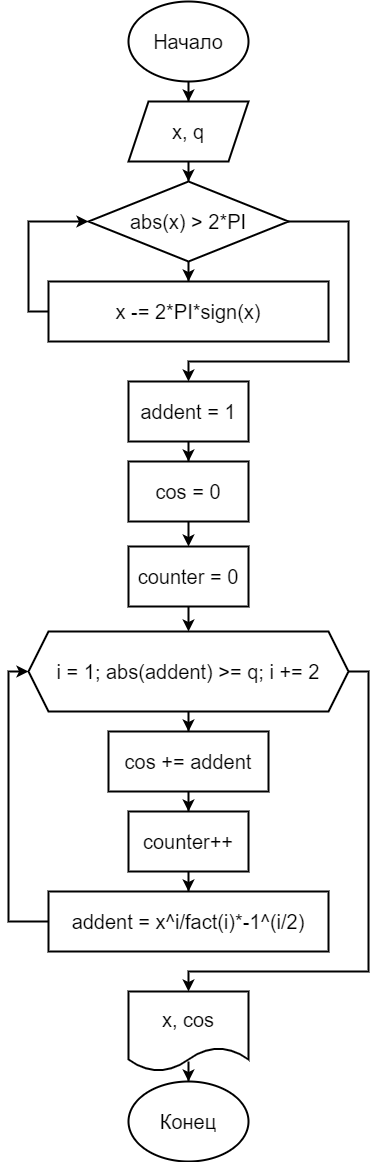 Начало
x, q
abs(x) > 2*PI
x -= 2*PI*sign(x)
addent = 1
cos = 0
counter = 0
i = 1; abs(addent) >= q; i += 2
cos += addent
counter++
addent = x^i/fact(i)*-1^(i/2)
x, cos
Конец